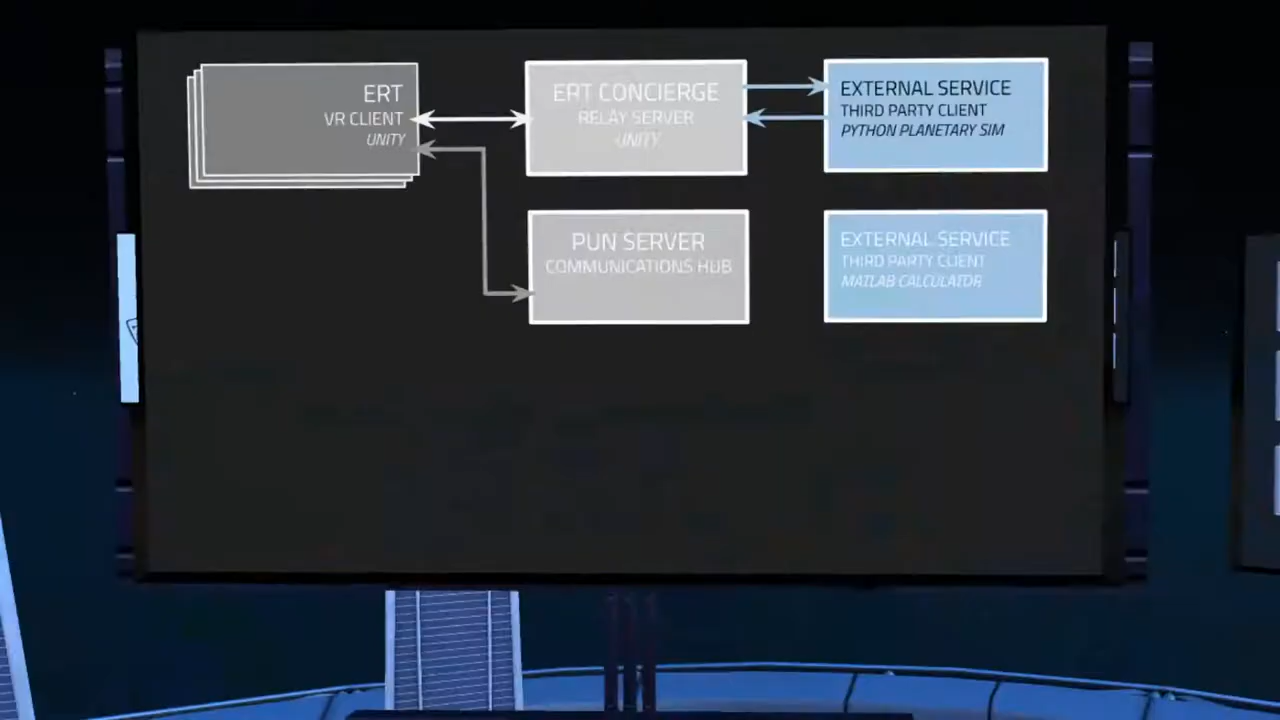 ERT
VR CLIENT
UNITY
ERT CONCIERGE
RELAY SERVER
UNITY
EXTERNAL SERVICE
THIRD PARTY CLIENT
PYTHON PLANETARY SIM
PUN SERVER
COMMUNICATIONS HUB
EXTERNAL SERVICE
THIRD PARTY CLIENT
MATLAB CALCULATOR